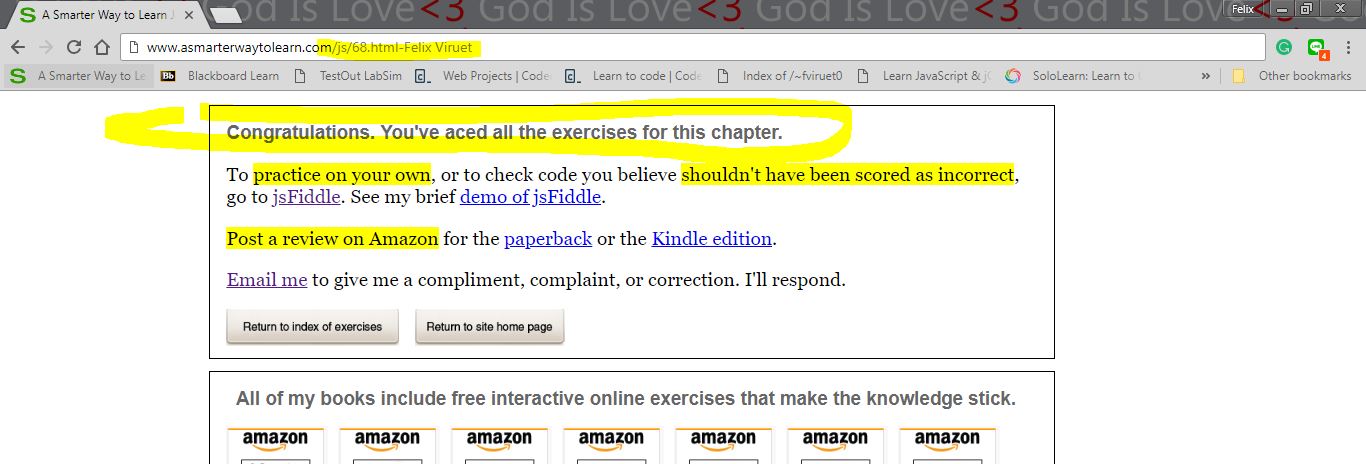 God Is Love<3 God Is Love<3 God Is Love<3
A Smarter Way to Learn J
Felix
www.asmarterwaytolearn.com/js/68.html-Felix Viruet
4
S A Smarter Way to Le Bb Blackboard Learn TestOut LabSim C_ Web Projects | Code C_ Learn to code | Code Index of /~fviruet0 Learn JavaScript & j SoloLearn: Learn to » Other bookmarks
Congratulations. You've aced all the exercises for this chapter.
To practice on your own, or to check code you believe shouldn't have been scored as incorrect,
go to jsFiddle. See my brief demo of jsFiddle.
Post a review on Amazon for the paperback or the Kindle edition.
Email me to give me a compliment, complaint, or correction. I'll respond.
Return to index of exercises Return to site home page
All of my books include free interactive online exercises that make the knowledge stick.
amazon amazon amazon amazon amazon amazon amazon